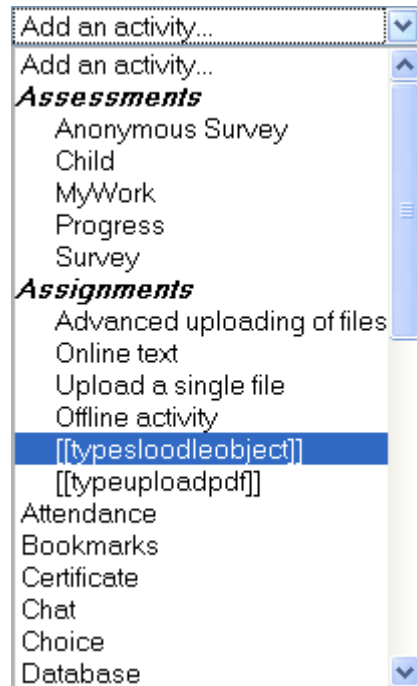 Add an activity...
Add an activity...
Assessments
Anonymous Survey
Child
MyWork
Progress
Survey
Assignments
Advanced uploading of files
Online text
Upload a single file
Offline activity
[[typesloodleobject]]
[[typeuploadpdf]]
Attendance
Bookmarks
Certificate
Chat
Choice
Database